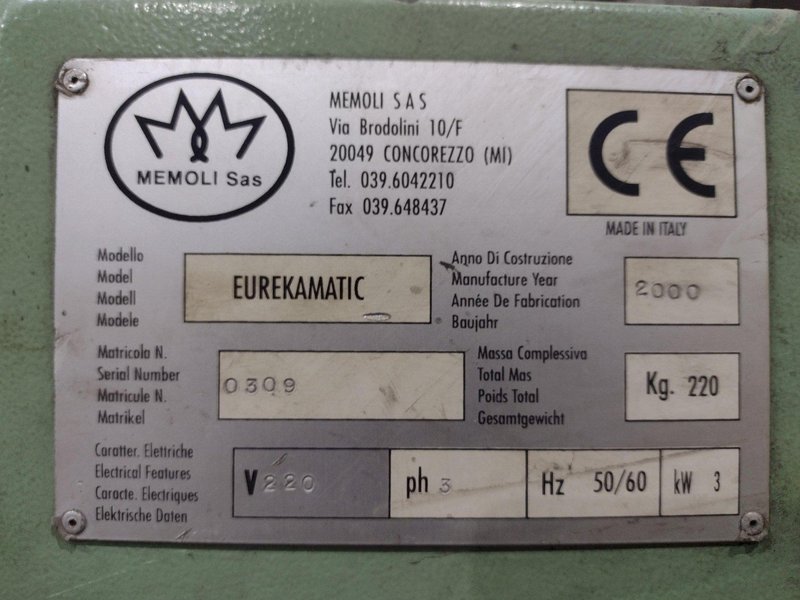 MEMOLI Sas
MEMOLI SAS
Via Brodolini 10/F
20049 CONCOREZZO (MI)
Tel. 039.6042210
Fax 039.648437
CE
MADE IN ITALY
Modello
Model
Modell
Modele
EUREKAMATIC
Anno Di Costruzione
Manufacture Year
Année De Fabrication
Baujahr
2000
Matricola N.
Serial Number
Matricule N.
Matrikel
0309
Massa Complessiva
Total Mas
Poids Total
Gesamtgewicht
Kg. 220
Caratter. Elettriche
Electrical Features
Caracte. Electriques
Elektrische Daten
V 220
ph 3
Hz 50/60
kW 3